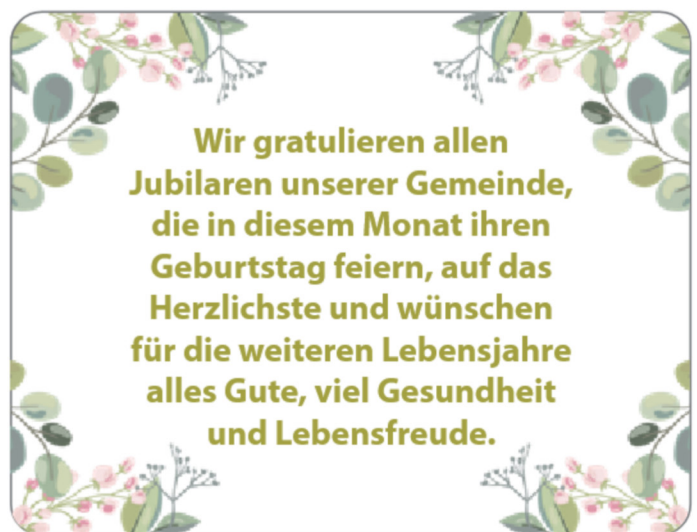 Wir gratulieren allen
Jubilaren unserer Gemeinde,
die in diesem Monat ihren
Geburtstag feiern, auf das
Herzlichste und wünschen
für die weiteren Lebensjahre
alles Gute, viel Gesundheit
und Lebensfreude.